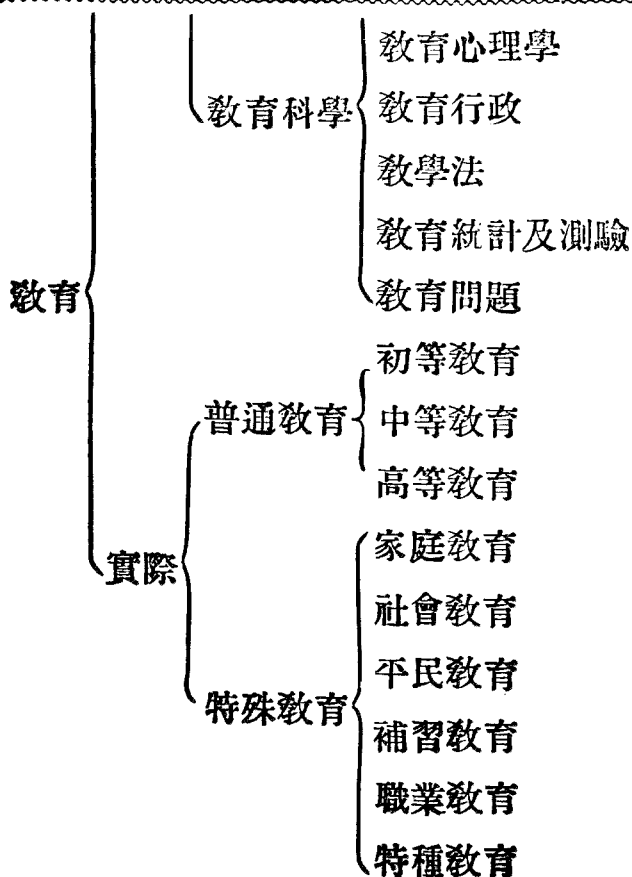 教育心理學
教育科學 教育行政
教學法
教育統計及測驗
教育 教育問題
初等教育
普通教育 中等教育
高等教育
家庭教育
實際
社會教育
平民教育
特殊教育
補習教育
職業教育
特種教育